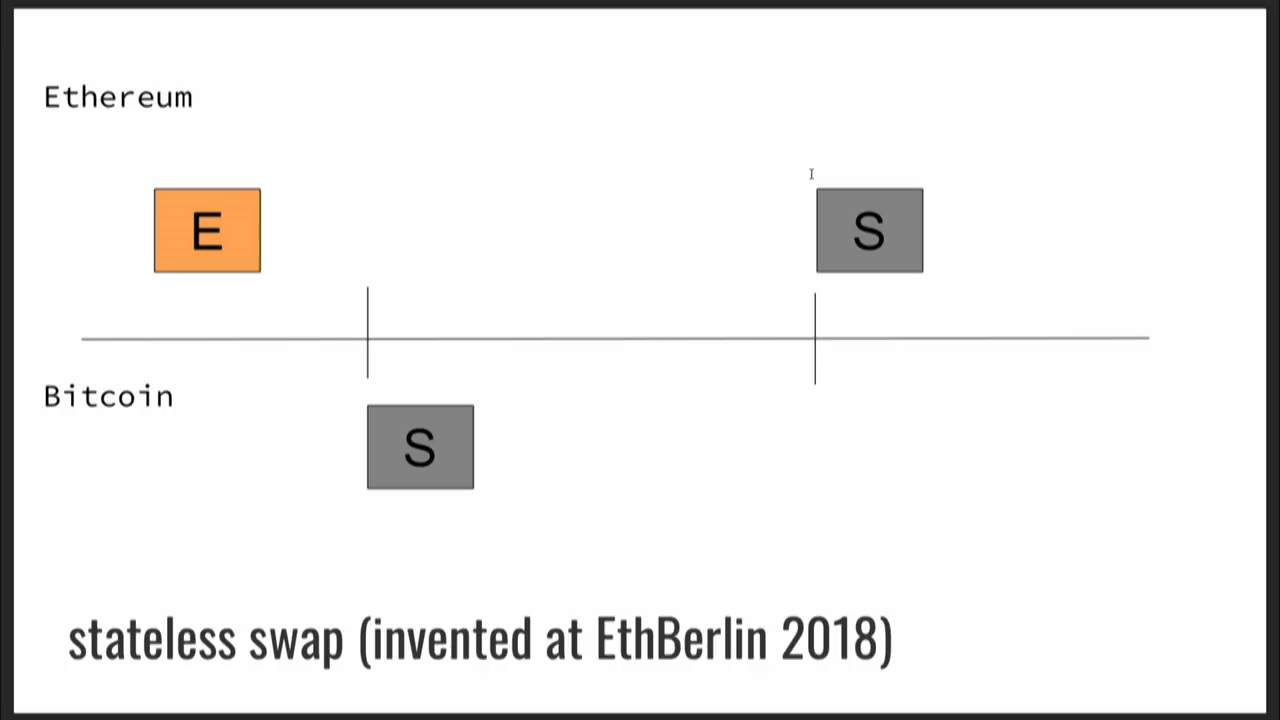 Ethereum
E
S
Bitcoin
S
stateless swap (invented at EthBerlin 2018)